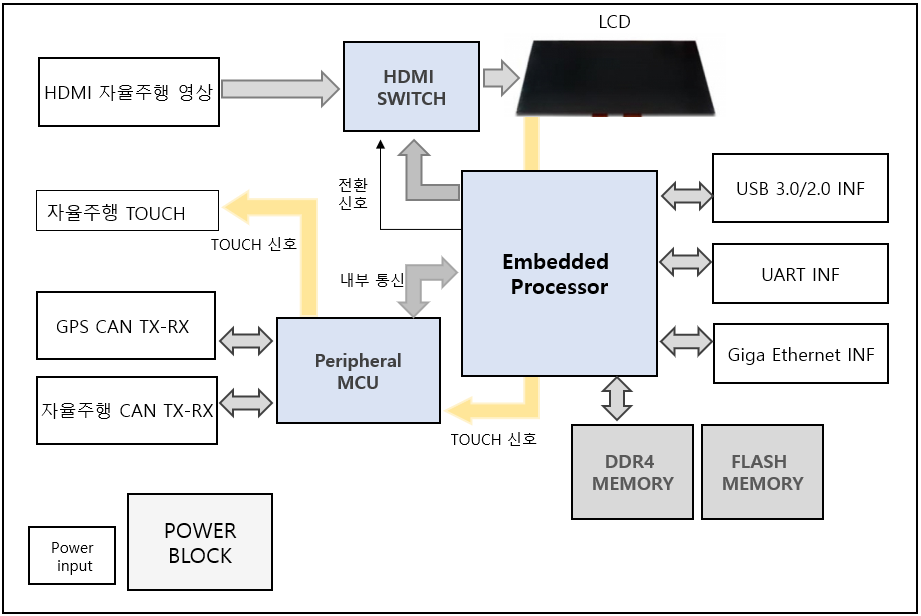 LCD
HDMI
SWITCH
HDMI 자율주행 영상
전환
신호
자율주행 TOUCH
TOUCH 신호
내부 통신
Embedded
Processor
USB 3.0/2.0 INF
UART INF
Giga Ethernet INF
GPS CAN TX-RX
자율주행 CAN TX-RX
Peripheral
MCU
TOUCH 신호
DDR4
MEMORY
FLASH
MEMORY
POWER
BLOCK
Power
input